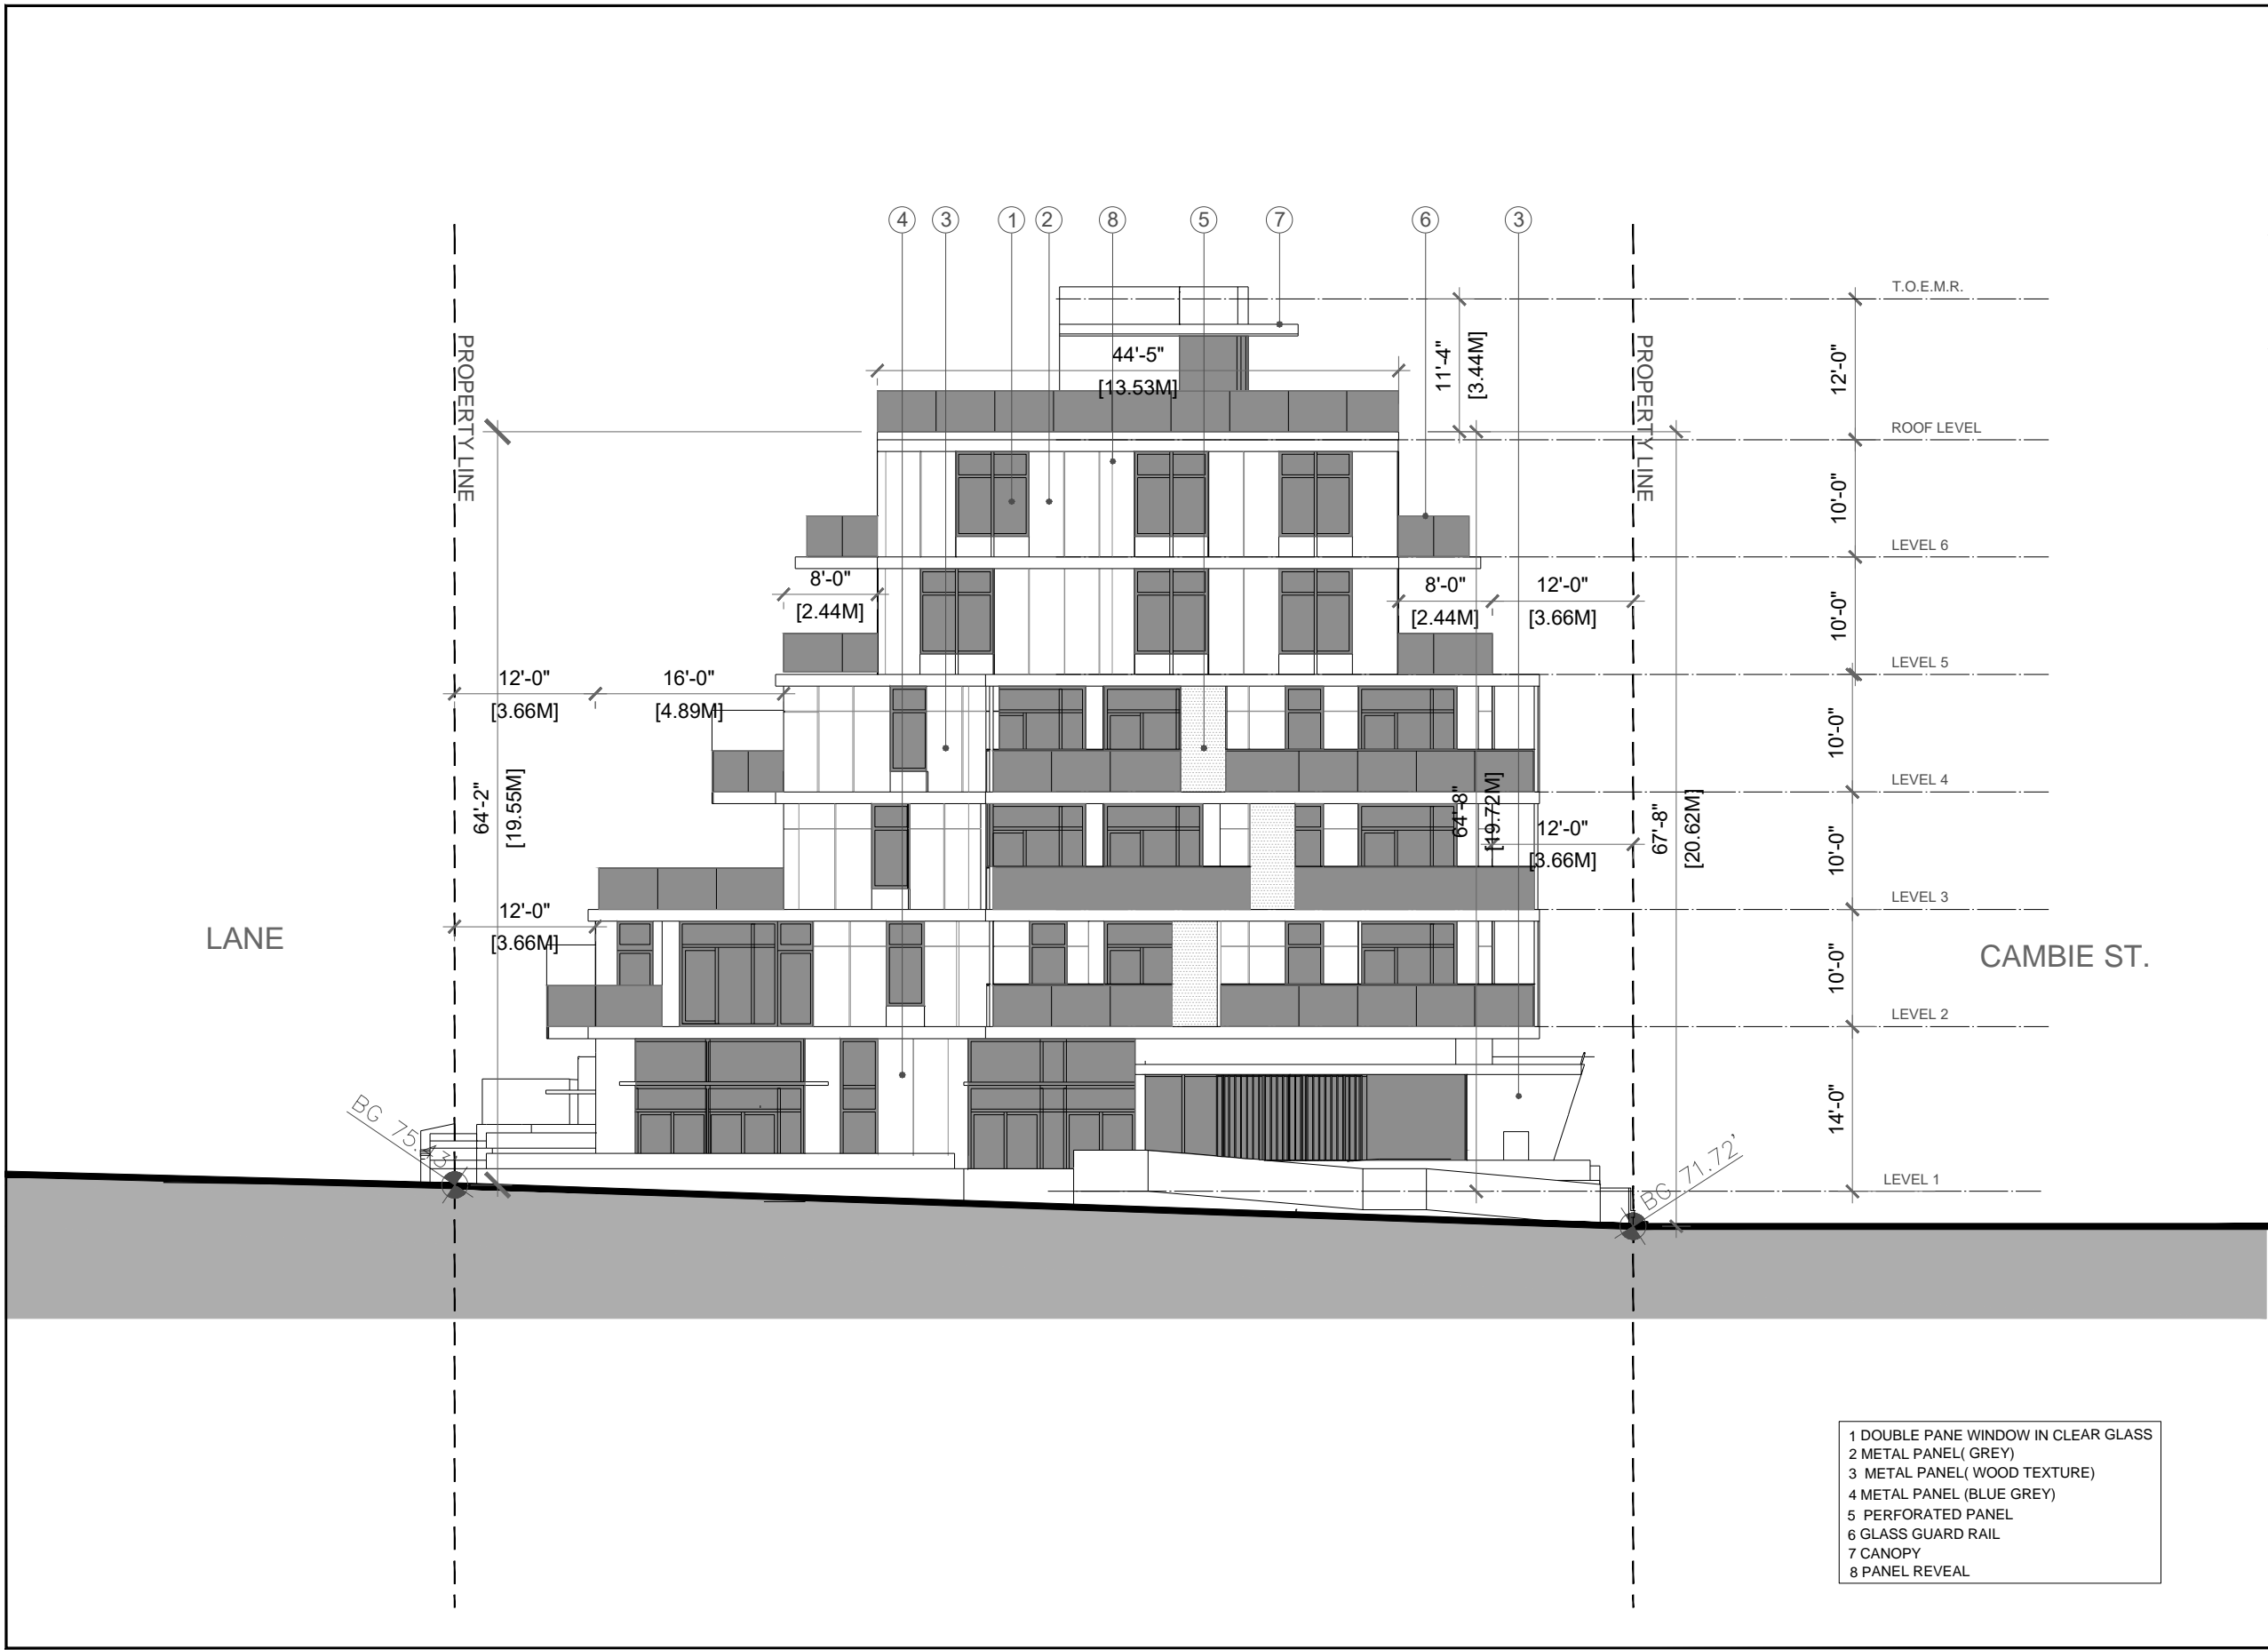 4 3 1 2 8 5 7 6 3
T.O.E.M.R.
PROPERTY LINE
PROPERTY LINE
44'-5"
[13.53M]
11'-4"
[3.44M]
12'-0"
ROOF LEVEL
10'-0"
LEVEL 6
8'-0"
[2.44M]
8'-0"
[2.44M]
12'-0"
[3.66M]
10'-0"
LEVEL 5
12'-0"
[3.66M]
16'-0"
[4.89M]
10'-0"
LEVEL 4
64'-2"
[19.55M]
64'-8"
[19.72M]
12'-0"
[3.66M]
67'-8"
[20.62M]
10'-0"
LEVEL 3
12'-0"
[3.66M]
LANE
CAMBIE ST.
10'-0"
LEVEL 2
14'-0"
BG 71.72'
LEVEL 1
1 DOUBLE PANE WINDOW IN CLEAR GLASS
2 METAL PANEL( GREY)
3 METAL PANEL( WOOD TEXTURE)
4 METAL PANEL (BLUE GREY)
5 PERFORATED PANEL
6 GLASS GUARD RAIL
7 CANOPY
8 PANEL REVEAL